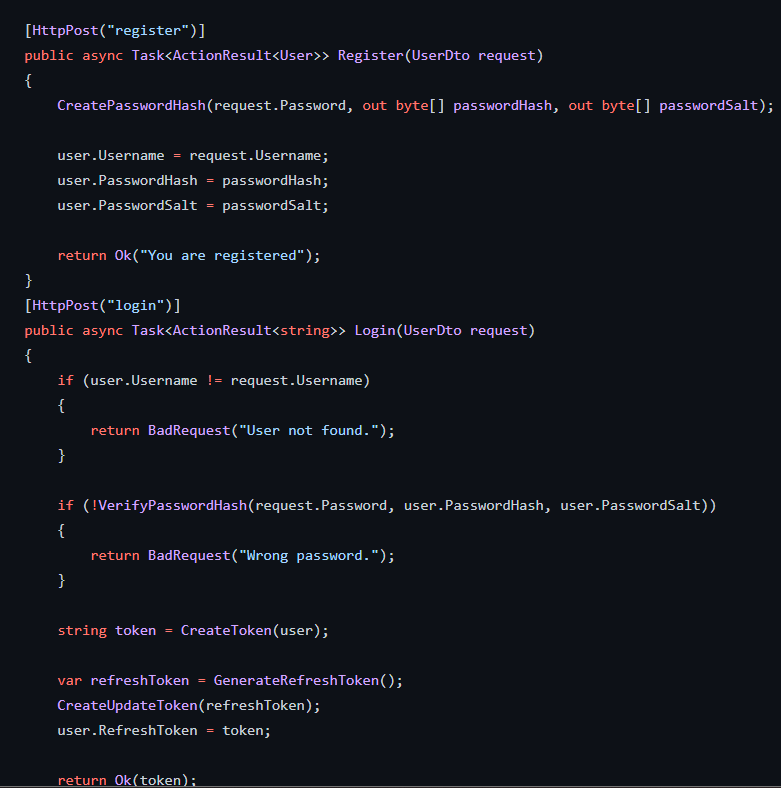 [HttpPost("register")]
public async Task<ActionResult<User>> Register(UserDto request)
{
CreatePasswordHash(request.Password, out byte[] passwordHash, out byte[] passwordSalt);
user.Username = request.Username;
user.PasswordHash = passwordHash;
user.PasswordSalt = passwordSalt;
return Ok("You are registered");
}
[HttpPost("login")]
public async Task<ActionResult<string>> Login(UserDto request)
{
if (user.Username != request.Username)
{
return BadRequest("User not found.");
}
if (!VerifyPasswordHash(request.Password, user.PasswordHash, user.PasswordSalt))
{
return BadRequest("Wrong password.");
}
string token = CreateToken(user);
var refreshToken = GenerateRefreshToken();
CreateUpdateToken(refreshToken);
user.RefreshToken = token;
return Ok(token);